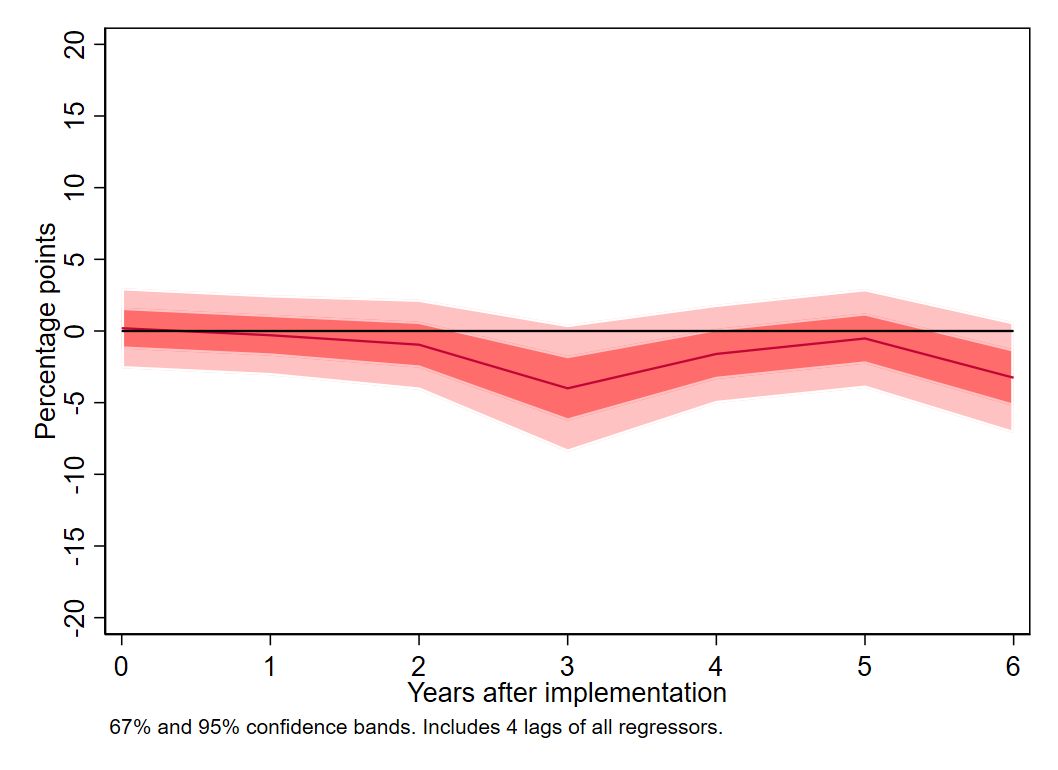 Percentage points
20
15
10
5
0
-5
-10
-15
-20
0 1 2 3 4 5 6
Years after implementation
67% and 95% confidence bands. Includes 4 lags of all regressors.